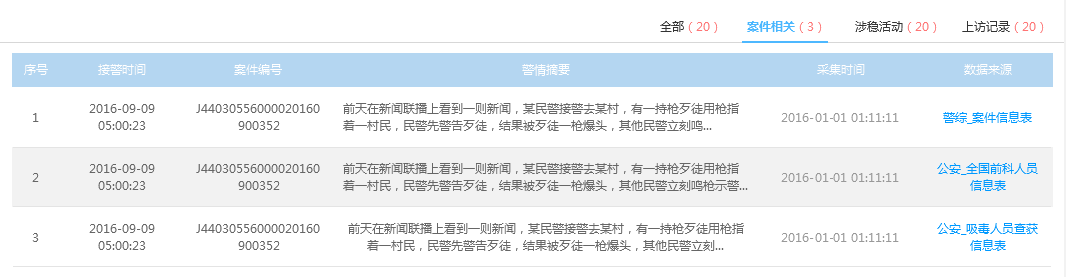 全部（20） 案件相关（3） 涉稳活动（20） 上访记录（20）
序号 接警时间 案件编号 警情摘要 采集时间 数据来源
1 2016-09-09 05:00:23 J44030556000020160900352 前天在新闻联播上看到一则新闻，某民警接警去某村，有一持枪歹徒用枪指
着一村民，民警先警告歹徒，结果被歹徒一枪爆头，其他民警立刻鸣... 2016-01-01 01:11:11 警综_案件信息表
2 2016-09-09 05:00:23 J44030556000020160900352 前天在新闻联播上看到一则新闻，某民警接警去某村，有一持枪歹徒用枪指
着一村民，民警先警告歹徒，结果被歹徒一枪爆头，其他民警立刻鸣枪示警... 2016-01-01 01:11:11 公安_全国前科人员信息表
3 2016-09-09 05:00:23 J44030556000020160900352 前天在新闻联播上看到一则新闻，某民警接警去某村，有一持枪歹徒用枪指
着一村民，民警先警告歹徒，结果被歹徒一枪爆头，其他民警立刻... 2016-01-01 01:11:11 公安_吸毒人员查获信息表